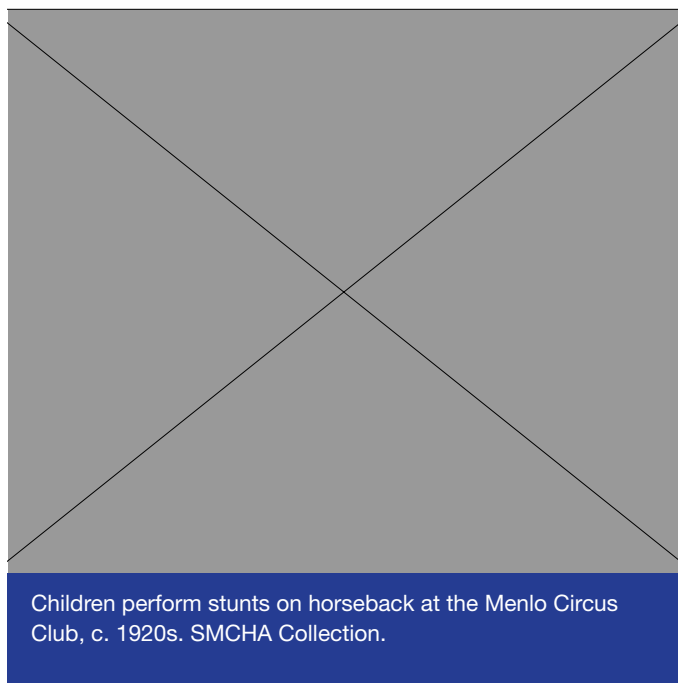 Children perform stunts on horseback at the Menlo Circus
Club, c. 1920s. SMCHA Collection.